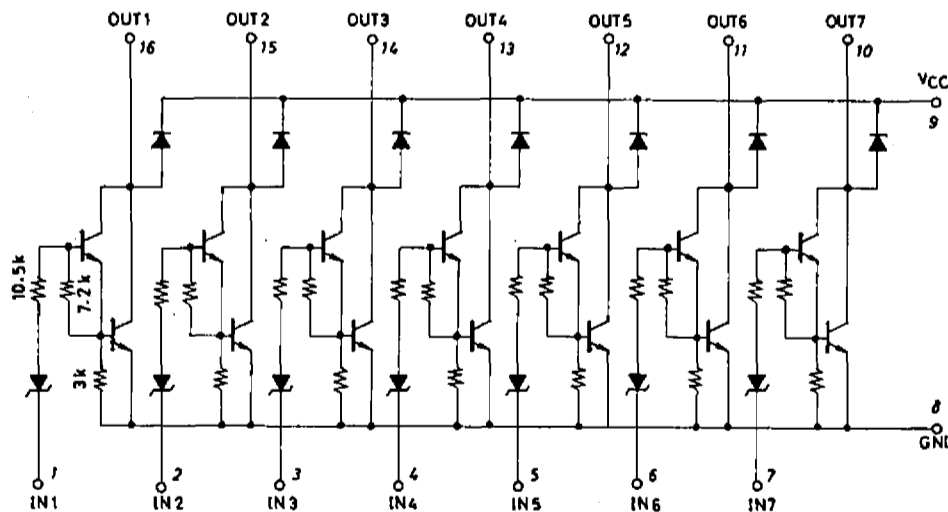 OUT1 OUT2 OUT3 OUT4 OUT5 OUT6 OUT7
16 15 14 13 12 11 10
VCC
9
10.5k
7.2k
3k
8
GND
1 2 3 4 5 6 7
IN1 IN2 IN3 IN4 IN5 IN6 IN7